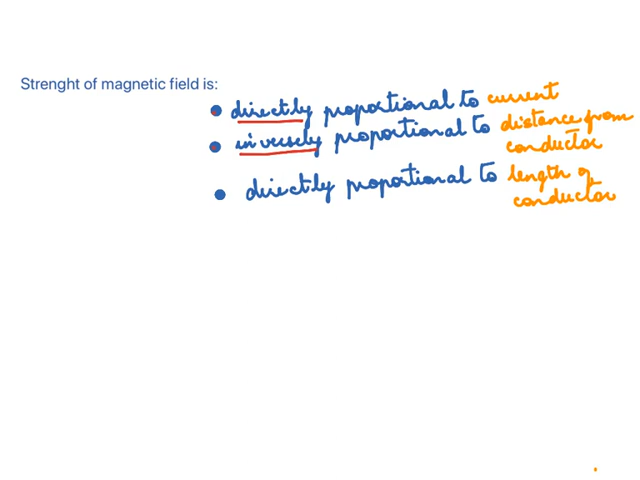 Strenght of magnetic field is:
directly proportional to current
inversely proportional to distance from
conductor
directly proportional to length of
conductor